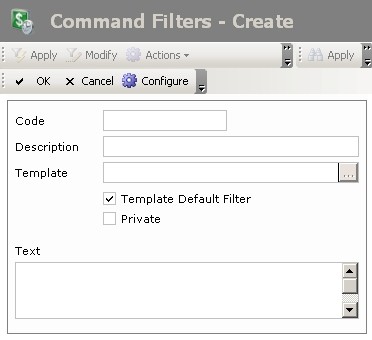 Command Filters - Create
Apply Modify Actions Apply
OK Cancel Configure
Code
Description
Template ...
Template Default Filter
Private
Text